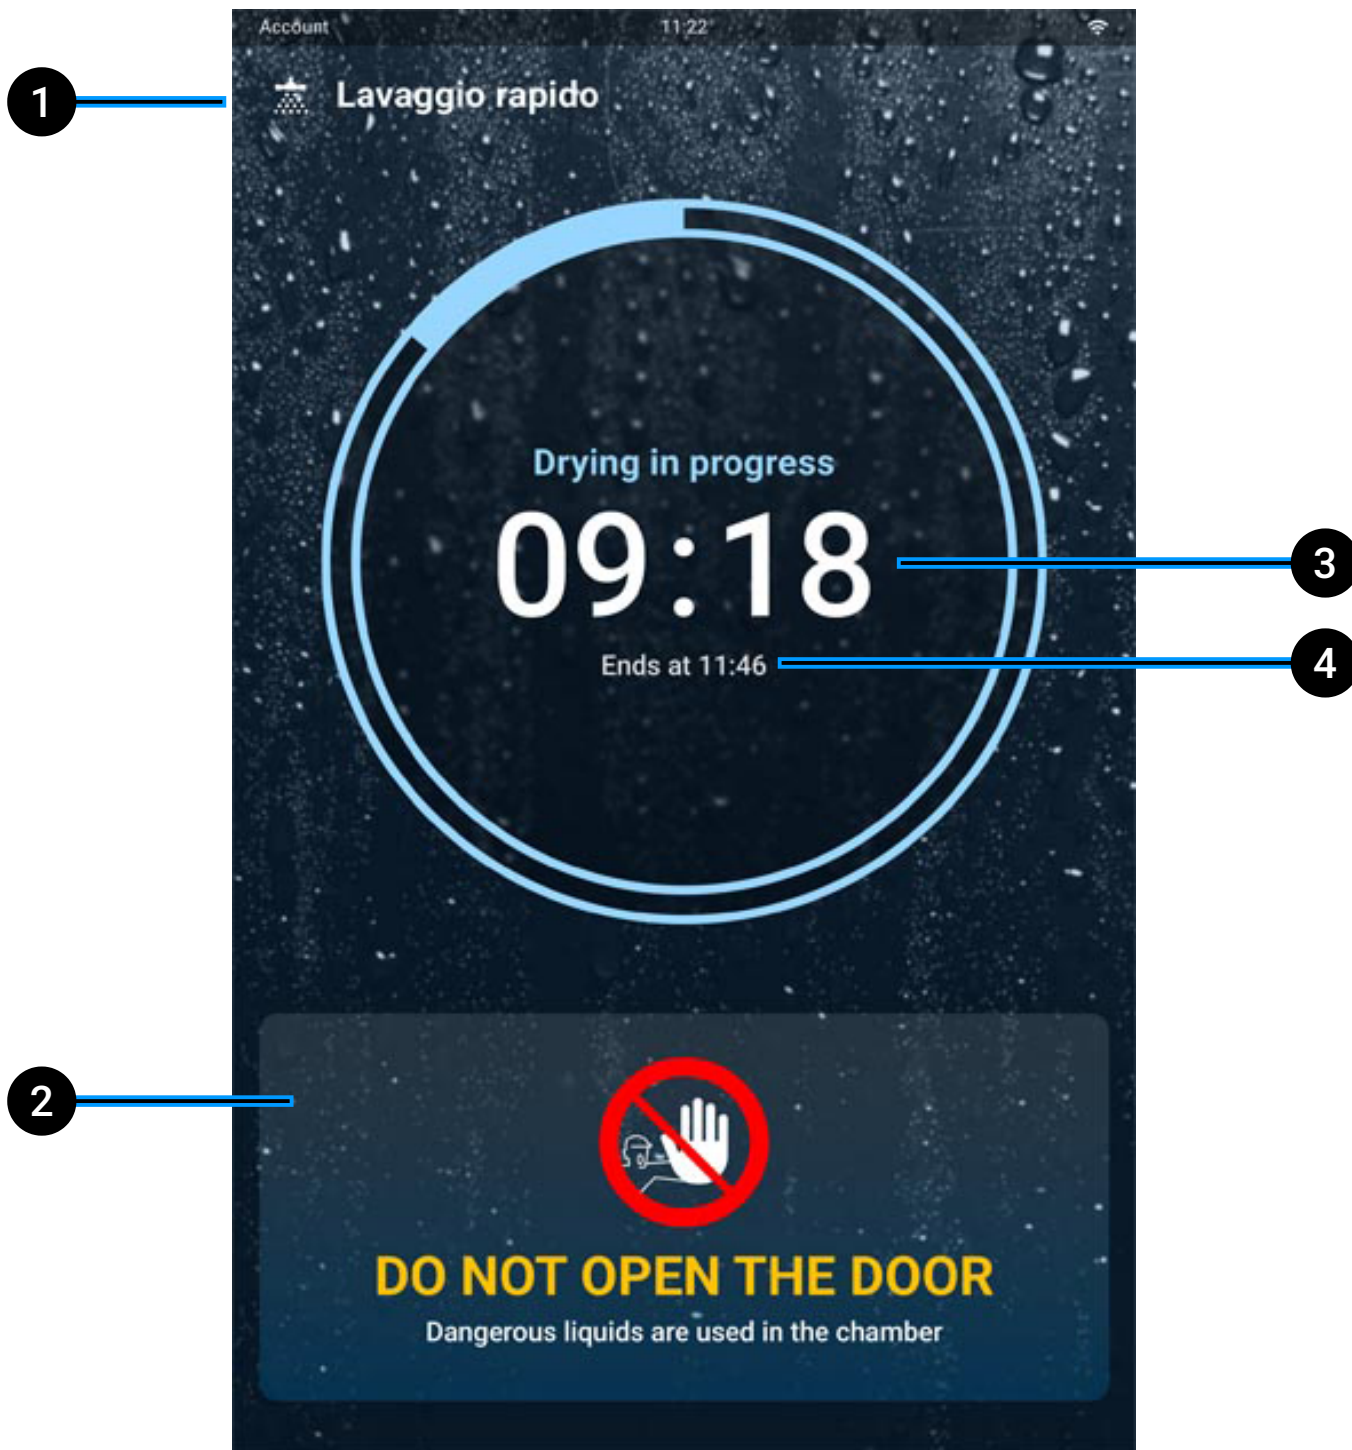 Account 11:22
1 Lavaggio rapido
Drying in progress
09:18
3
Ends at 11:46
4
2
DO NOT OPEN THE DOOR
Dangerous liquids are used in the chamber